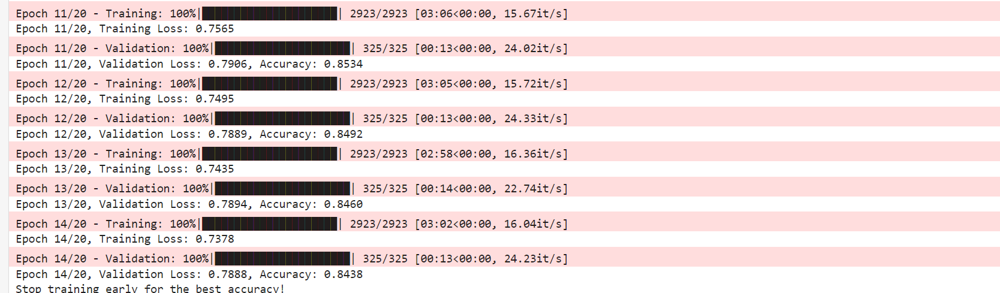 Epoch 11/20 - Training: 100%|████████████████████| 2923/2923 [03:06<00:00, 15.67it/s]
Epoch 11/20, Training Loss: 0.7565
Epoch 11/20 - Validation: 100%|████████████████████| 325/325 [00:13<00:00, 24.02it/s]
Epoch 11/20, Validation Loss: 0.7906, Accuracy: 0.8534
Epoch 12/20 - Training: 100%|████████████████████| 2923/2923 [03:05<00:00, 15.72it/s]
Epoch 12/20, Training Loss: 0.7495
Epoch 12/20 - Validation: 100%|████████████████████| 325/325 [00:13<00:00, 24.33it/s]
Epoch 12/20, Validation Loss: 0.7889, Accuracy: 0.8492
Epoch 13/20 - Training: 100%|████████████████████| 2923/2923 [02:58<00:00, 16.36it/s]
Epoch 13/20, Training Loss: 0.7435
Epoch 13/20 - Validation: 100%|████████████████████| 325/325 [00:14<00:00, 22.74it/s]
Epoch 13/20, Validation Loss: 0.7894, Accuracy: 0.8460
Epoch 14/20 - Training: 100%|████████████████████| 2923/2923 [03:02<00:00, 16.04it/s]
Epoch 14/20, Training Loss: 0.7378
Epoch 14/20 - Validation: 100%|████████████████████| 325/325 [00:13<00:00, 24.23it/s]
Epoch 14/20, Validation Loss: 0.7888, Accuracy: 0.8438
Stop training early for the best accuracy!